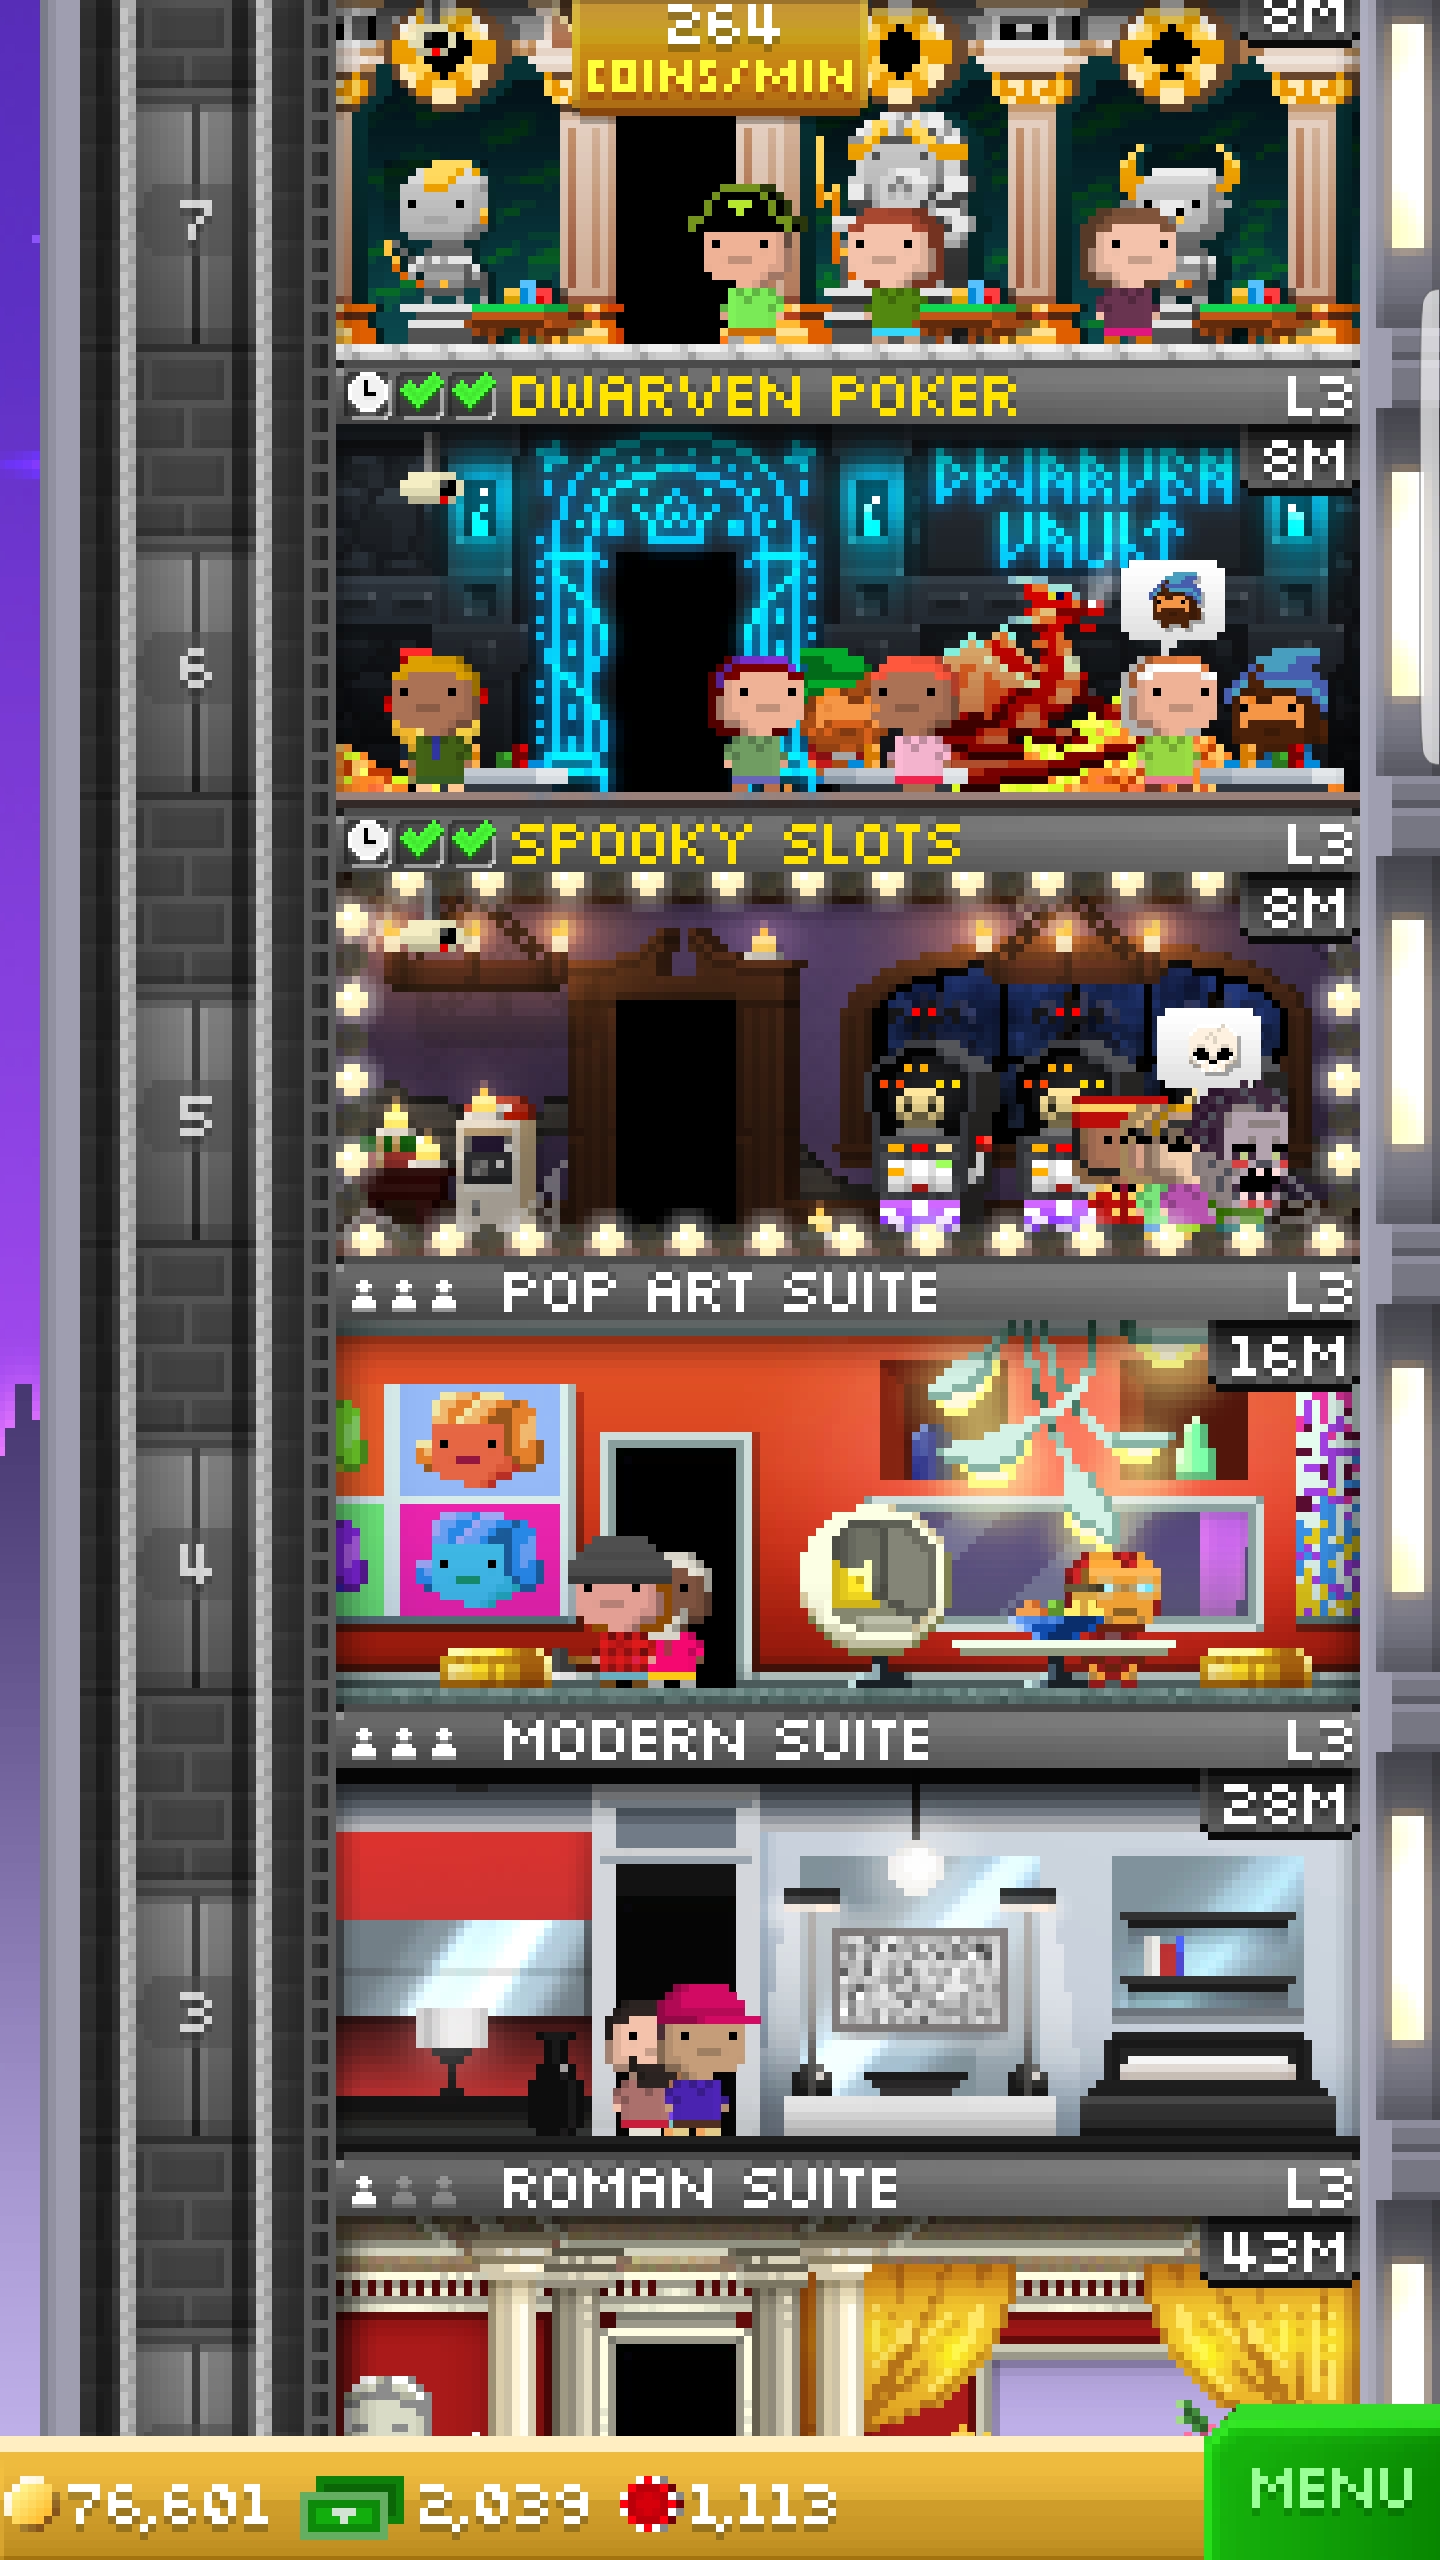 264
8M
COINS/MIN
7
DWARVEN POKER L3
8M
DWARVEN
VAULT
6
SPOOKY SLOTS L3
8M
5
POP ART SUITE L3
16M
4
MODERN SUITE L3
28M
3
ROMAN SUITE L3
43M
76,601 2,039 1,113 MENU